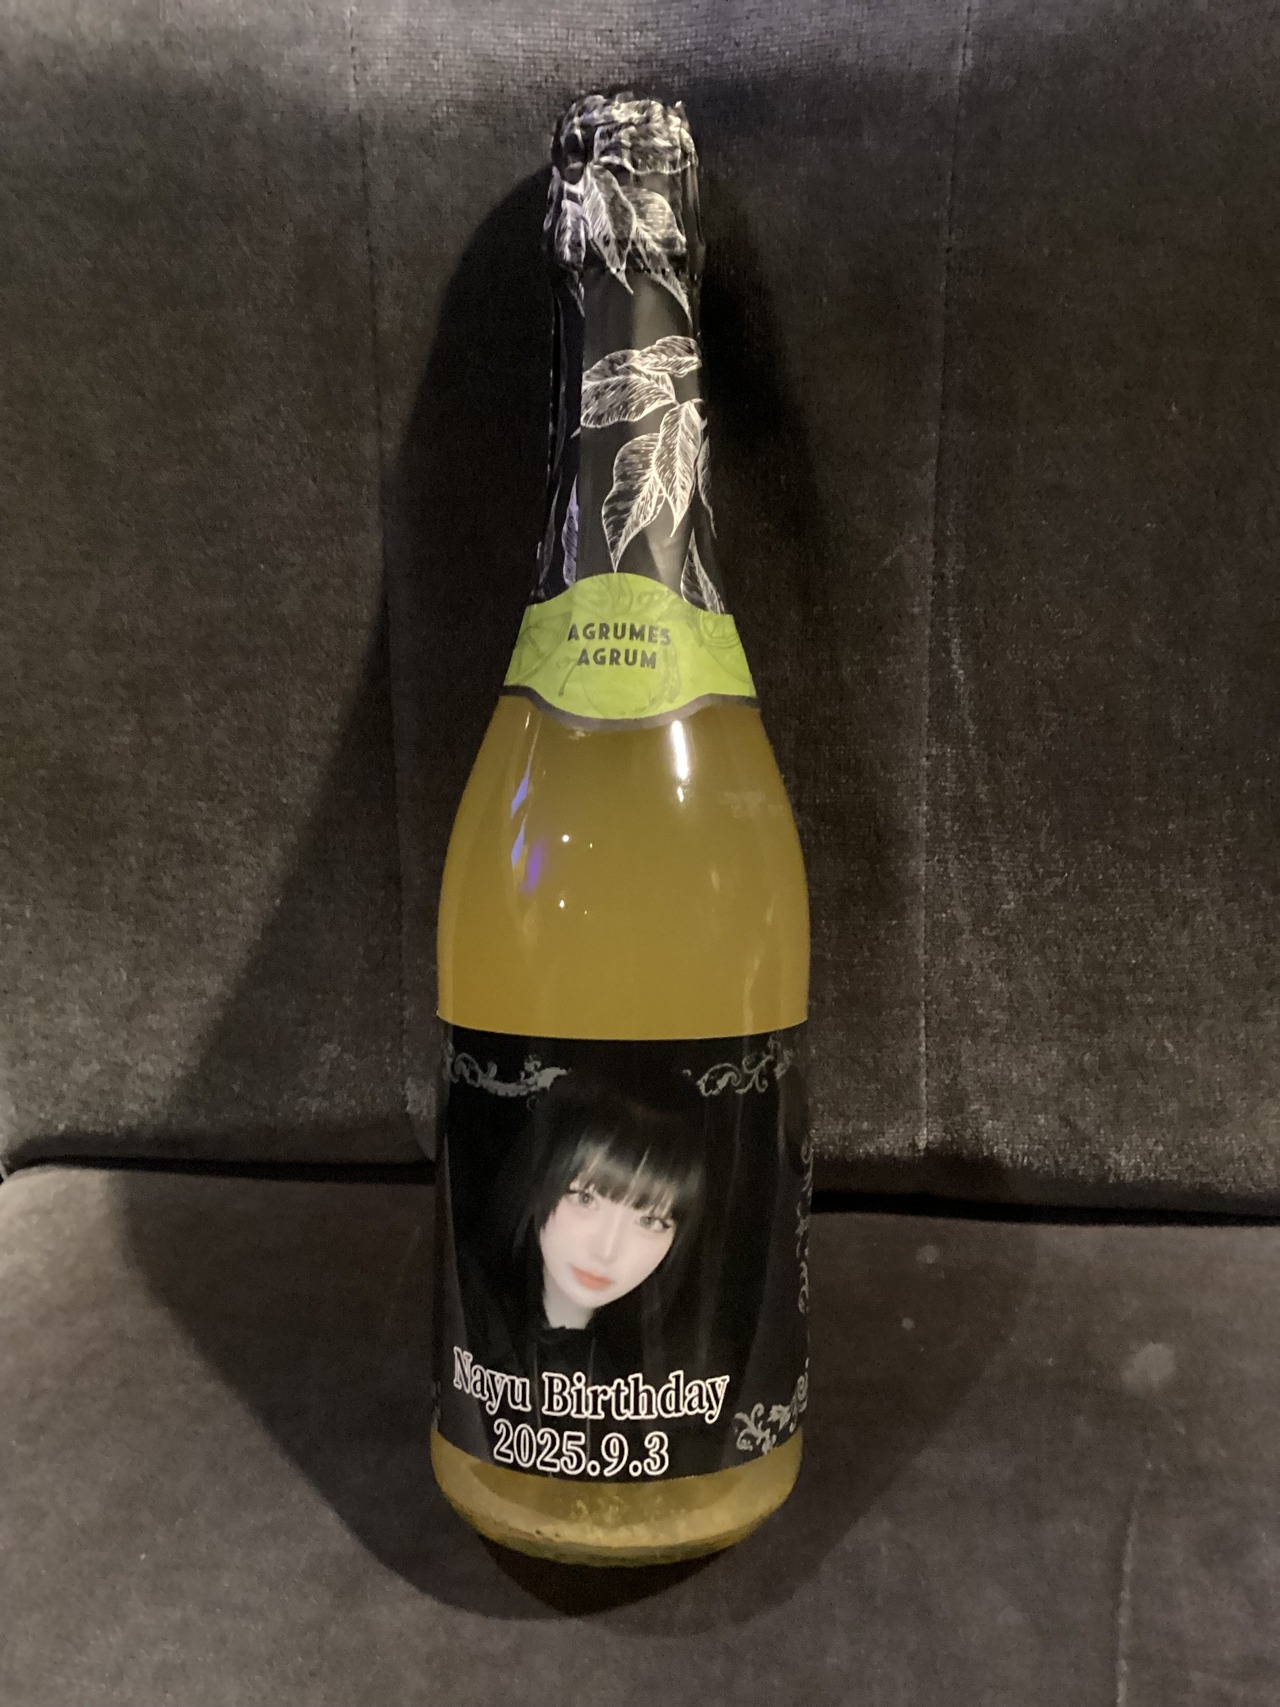 AGRUMES
AGRUM
Nayu Birthday
2025.9.3